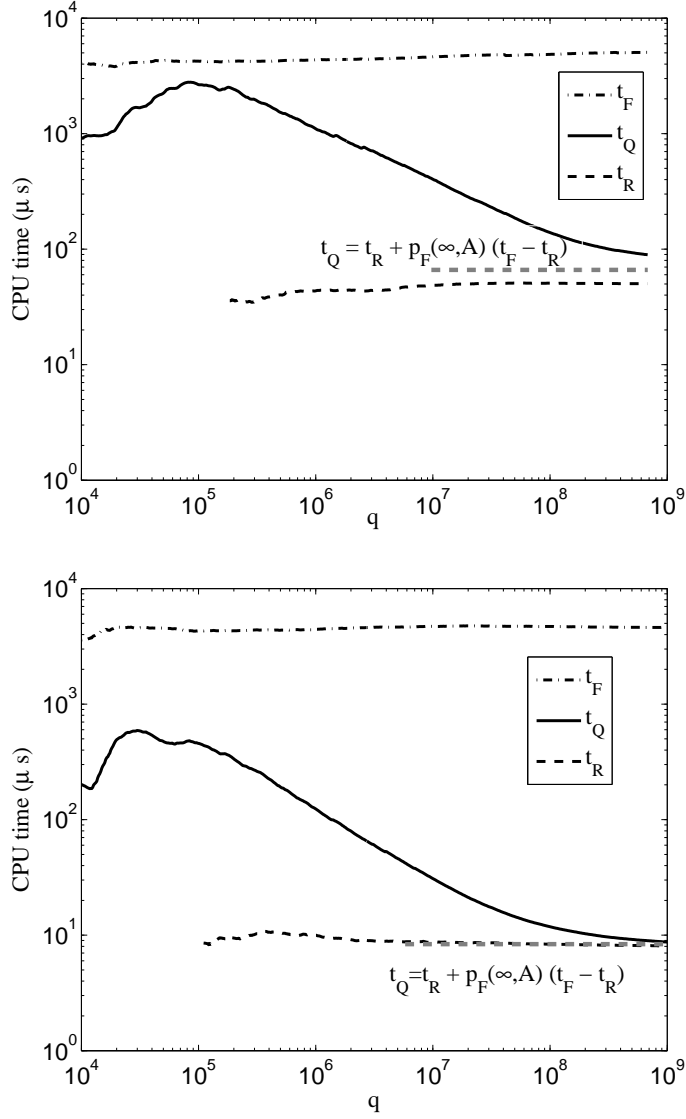 10^4
10^3
10^2
10^1
10^0
CPU time (μ s)
t_F
t_Q
t_R
t_Q = t_R + p_F(∞,A) (t_F − t_R)
10^4 10^5 10^6 10^7 10^8 10^9
q
10^4
10^3
10^2
10^1
10^0
CPU time (μ s)
t_F
t_Q
t_R
t_Q=t_R + p_F(∞,A) (t_F − t_R)
10^4 10^5 10^6 10^7 10^8 10^9
q